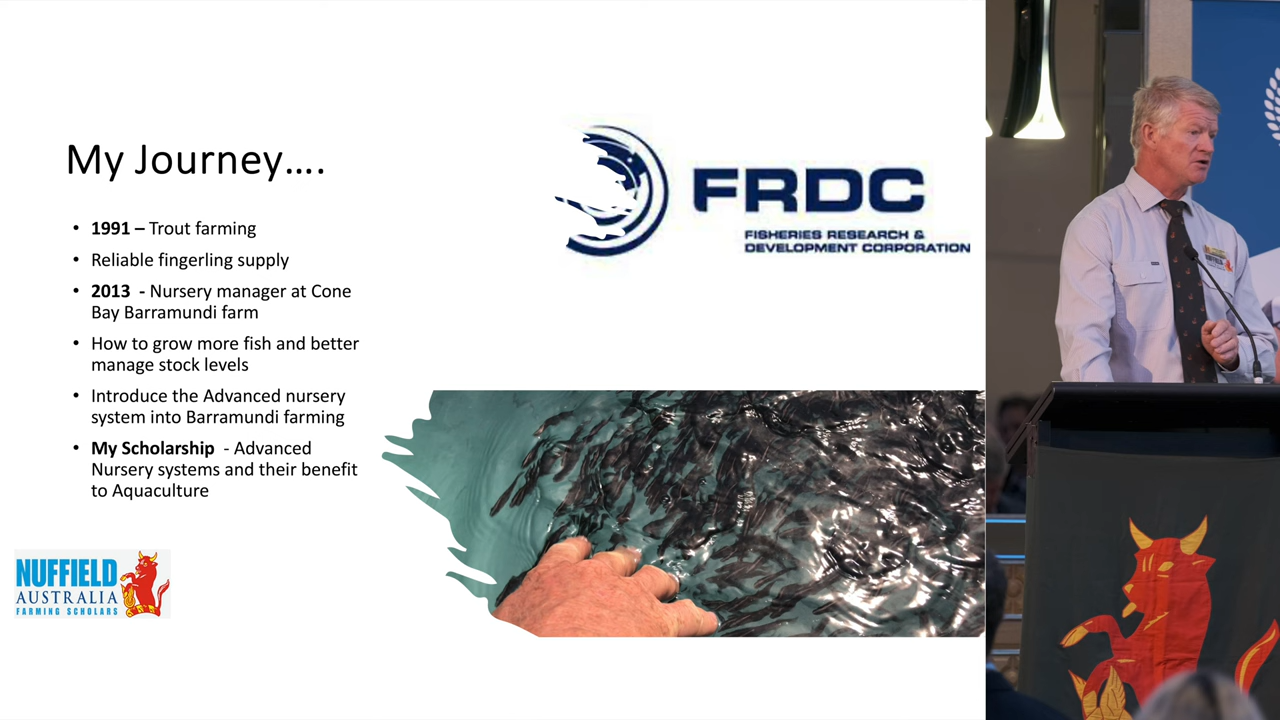 My Journey….
• 1991 – Trout farming
• Reliable fingerling supply
• 2013 - Nursery manager at Cone
Bay Barramundi farm
• How to grow more fish and better
manage stock levels
• Introduce the Advanced nursery
system into Barramundi farming
• My Scholarship - Advanced
Nursery systems and their benefit
to Aquaculture
FRDC
FISHERIES RESEARCH &
DEVELOPMENT CORPORATION
NUFFIELD
AUSTRALIA
FARMING SCHOLARS
NUFFIELD